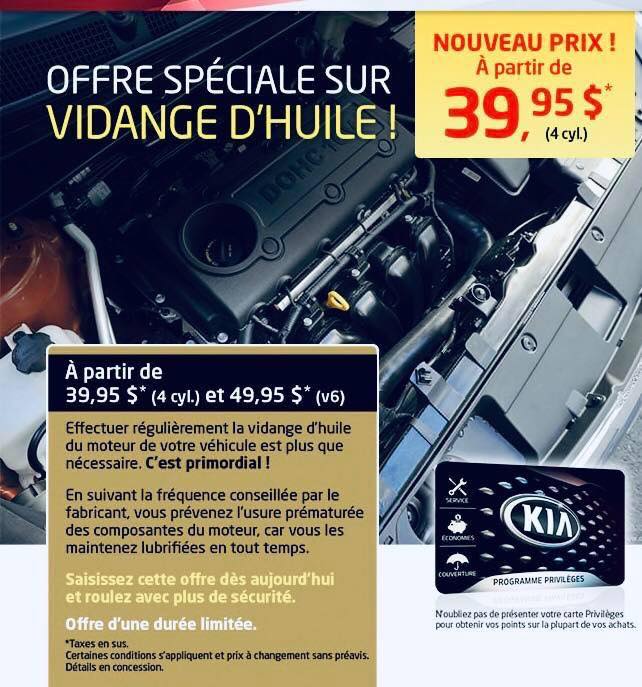 OFFRE SPÉCIALE SUR
VIDANGE D'HUILE !
NOUVEAU PRIX !
À partir de
39,95 $*
(4 cyl.)
DOHC 16
À partir de
39,95 $* (4 cyl.) et 49,95 $* (v6)
Effectuer régulièrement la vidange d'huile
du moteur de votre véhicule est plus que
nécessaire. C'est primordial !
En suivant la fréquence conseillée par le
fabricant, vous prévenez l'usure prématurée
des composantes du moteur, car vous les
maintenez lubrifiées en tout temps.
Saisissez cette offre dès aujourd'hui
et roulez avec plus de sécurité.
Offre d'une durée limitée.
*Taxes en sus.
Certaines conditions s'appliquent et prix à changement sans préavis.
Détails en concession.
SERVICE
ÉCONOMIES
COUVERTURE
KIA
PROGRAMME PRIVILÈGES
N'oubliez pas de présenter votre carte Privilèges
pour obtenir vos points sur la plupart de vos achats.